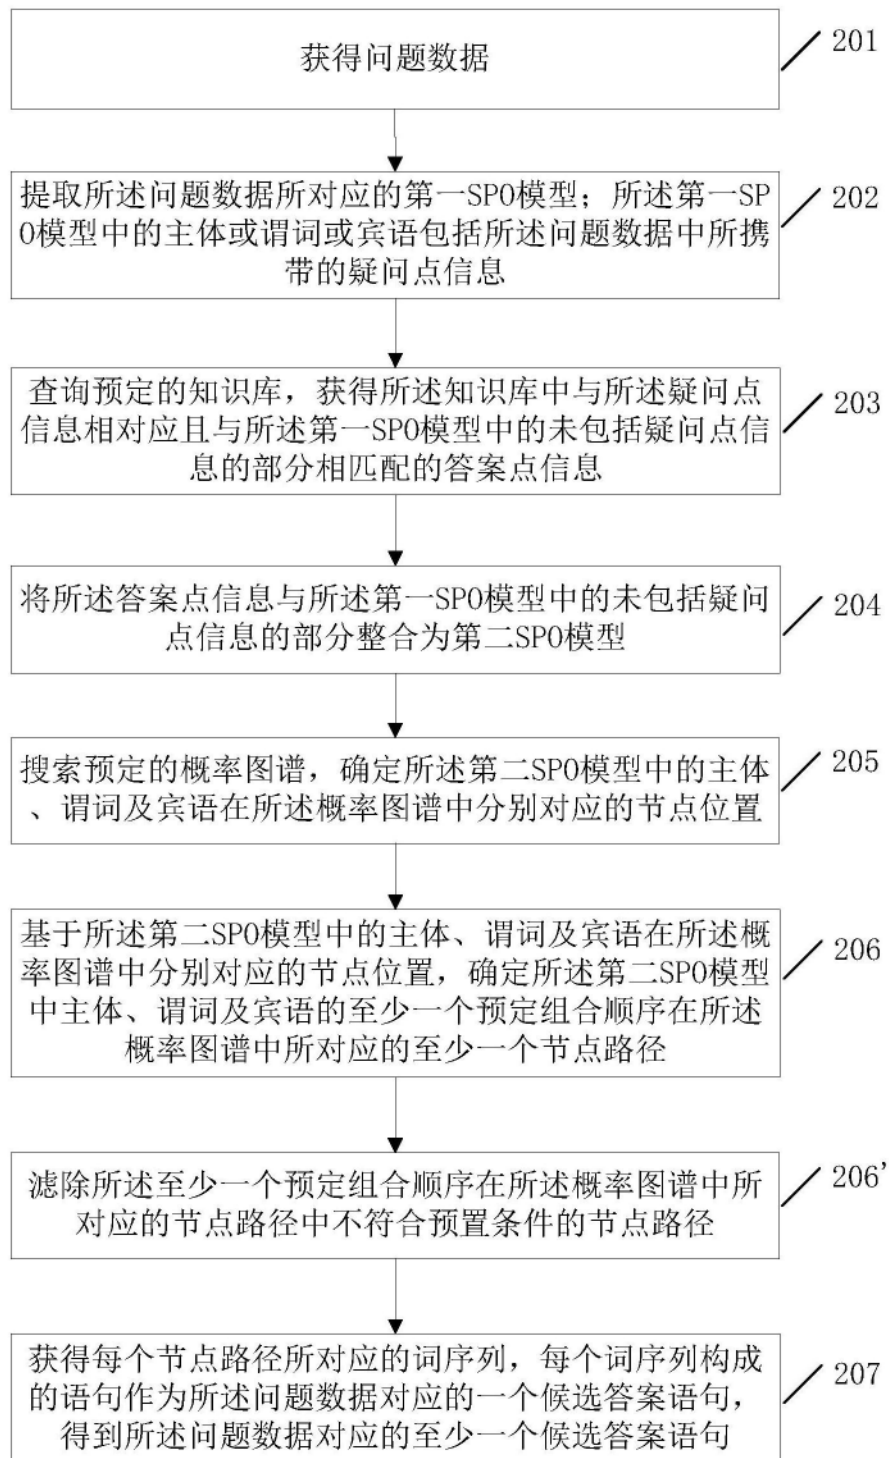 获得问题数据
201
提取所述问题数据所对应的第一SP
O模型；所述第一SPO模型中的主体或谓词或宾语包括所述问题数据中所携
带的疑问点信息
202
查询预定的知识库，获得所述知识库中与所述疑问点
信息相对应且与所述第一SPO模型中的未包括疑问点信
息的部分相匹配的答案点信息
203
将所述答案点信息与所述第一SPO模型中的未包括疑问
点信息的部分整合为第二SPO模型
204
搜索预定的概率图谱，确定所述第二SPO模型中的主体
、谓词及宾语在所述概率图谱中分别对应的节点位置
205
基于所述第二SPO模型中的主体、谓词及宾语在所述概
率图谱中分别对应的节点位置，确定所述第二SPO模型
中主体、谓词及宾语的至少一个预定组合顺序在所述
概率图谱中所对应的至少一个节点路径
206
滤除所述至少一个预定组合顺序在所述概率图谱中所
对应的节点路径中不符合预置条件的节点路径
206'
获得每个节点路径所对应的词序列，每个词序列构成
的语句作为所述问题数据对应的一个候选答案语句，
得到所述问题数据对应的至少一个候选答案语句
207